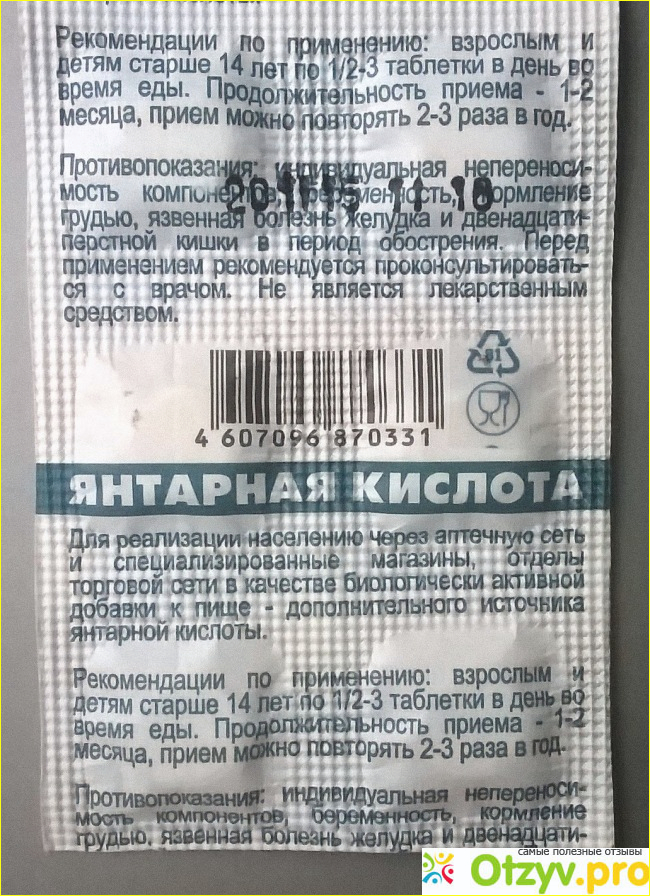 Рекомендации по применению: взрослым и
детям старше 14 лет по 1/2-3 таблетки в день во
время еды. Продолжительность приема - 1-2
месяца, прием можно повторять 2-3 раза в год.
Противопоказания: индивидуальная непереноси-
мость компонентов, беременность, кормление
грудью, язвенная болезнь желудка и двенадцати-
перстной кишки в период обострения. Перед
применением рекомендуется проконсультировать-
ся с врачом. Не является лекарственным
средством.
4 607096 870331
ЯНТАРНАЯ КИСЛОТА
Для реализации населению через аптечную сеть
и специализированные магазины, отделы
торговой сети в качестве биологически активной
добавки к пище - дополнительного источника
янтарной кислоты.
Рекомендации по применению: взрослым и
детям старше 14 лет по 1/2-3 таблетки в день во
время еды. Продолжительность приема - 1-2
месяца, прием можно повторять 2-3 раза в год.
Противопоказания: индивидуальная непереноси-
мость компонентов, беременность, кормление
грудью, язвенная болезнь желудка и двенадцати-
самые полезные отзывы
Otzyv.pro